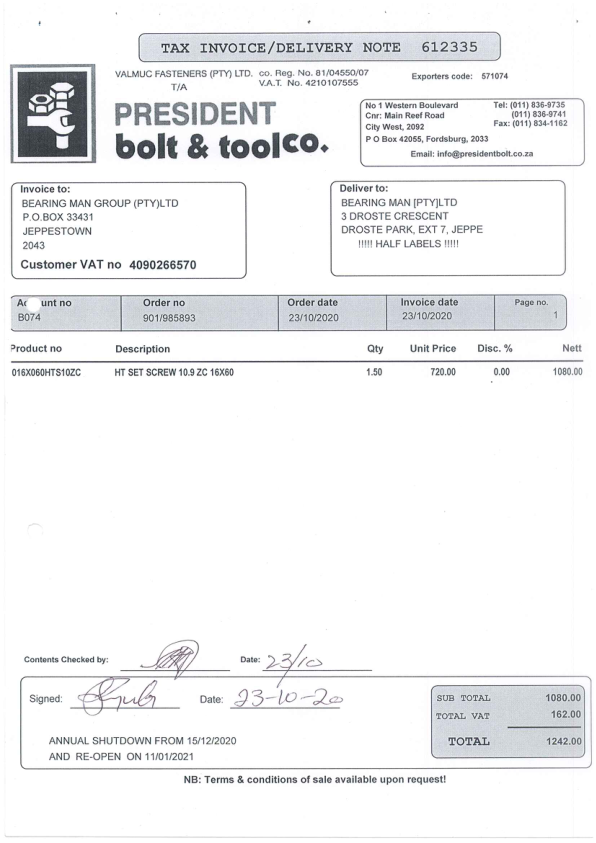 TAX INVOICE/DELIVERY NOTE 612335
VALMUC FASTENERS (PTY) LTD. co. Reg. No. 81/04550/07
T/A V.A.T. No. 4210107555
Exporters code: 571074
PRESIDENT
bolt & toolco.
No 1 Western Boulevard Tel: (011) 836-9735
Cnr: Main Reef Road (011) 836-9741
City West, 2092 Fax: (011) 834-1162
P O Box 42055, Fordsburg, 2033
Email: info@presidentbolt.co.za
Invoice to:
BEARING MAN GROUP (PTY)LTD
P.O.BOX 33431
JEPPESTOWN
2043
Customer VAT no 4090266570
Deliver to:
BEARING MAN [PTY]LTD
3 DROSTE CRESCENT
DROSTE PARK, EXT 7, JEPPE
!!!!! HALF LABELS !!!!!
Ac unt no Order no Order date Invoice date Page no.
B074 901/985893 23/10/2020 23/10/2020 1
Product no Description Qty Unit Price Disc. % Nett
016X060HTS10ZC HT SET SCREW 10.9 ZC 16X60 1.50 720.00 0.00 1080.00
Contents Checked by: Date: 23/10
Signed: Date: 23-10-20
ANNUAL SHUTDOWN FROM 15/12/2020
AND RE-OPEN ON 11/01/2021
SUB TOTAL 1080.00
TOTAL VAT 162.00
TOTAL 1242.00
NB: Terms & conditions of sale available upon request!